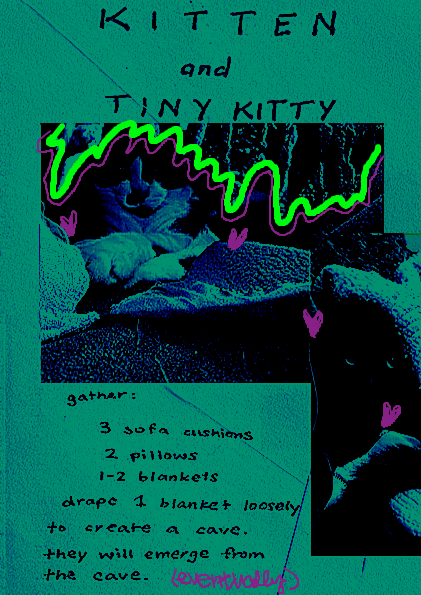 KITTEN
and
TINY KITTY
gather:
3 sofa cushions
2 pillows
1-2 blankets
drape 1 blanket loosely
to create a cave.
they will emerge from
the cave. (eventually)